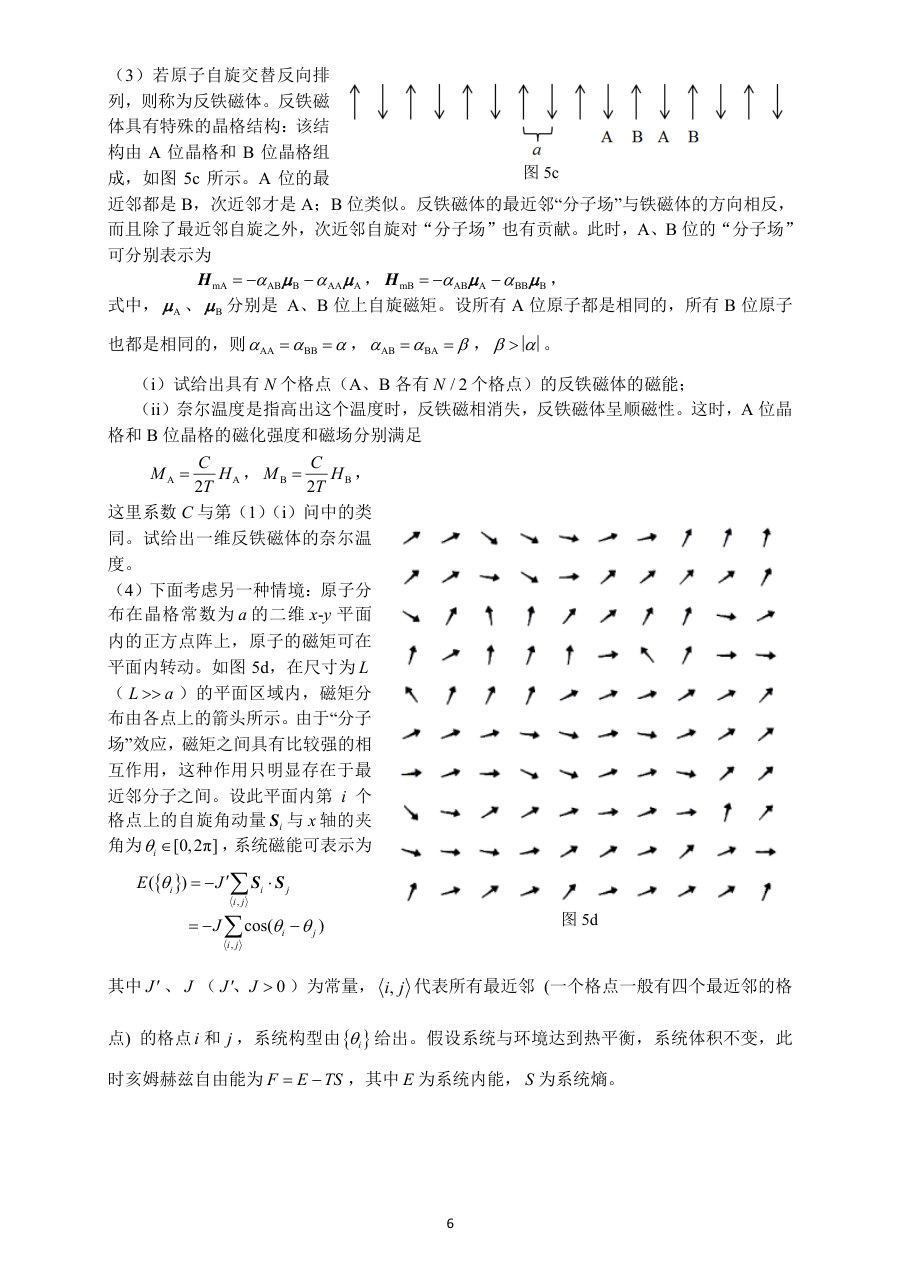 （3）若原子自旋交替反向排
列，则称为反铁磁体。反铁磁
体具有特殊的晶格结构：该结
构由 A 位晶格和 B 位晶格组
成，如图 5c 所示。A 位的最
a
A B A B
图 5c
近邻都是 B，次近邻才是 A；B 位类似。反铁磁体的最近邻“分子场”与铁磁体的方向相反，
而且除了最近邻自旋之外，次近邻自旋对“分子场”也有贡献。此时，A、B 位的“分子场”
可分别表示为
H_mA = −α_AB μ_B − α_AA μ_A， H_mB = −α_AB μ_A − α_BB μ_B，
式中， μ_A 、 μ_B 分别是 A、B 位上自旋磁矩。设所有 A 位原子都是相同的，所有 B 位原子
也都是相同的，则 α_AA = α_BB = α ， α_AB = α_BA = β ， β > |α| 。
（i）试给出具有 N 个格点（A、B 各有 N / 2 个格点）的反铁磁体的磁能；
（ii）奈尔温度是指高出这个温度时，反铁磁相消失，反铁磁体呈顺磁性。这时，A 位晶
格和 B 位晶格的磁化强度和磁场分别满足
M_A = C/2T H_A， M_B = C/2T H_B，
这里系数 C 与第（1）（i）问中的类
同。试给出一维反铁磁体的奈尔温
度。
（4）下面考虑另一种情境：原子分
布在晶格常数为 a 的二维 x-y 平面
内的正方点阵上，原子的磁矩可在
平面内转动。如图 5d，在尺寸为 L
（ L >> a ）的平面区域内，磁矩分
布由各点上的箭头所示。由于“分子
场”效应，磁矩之间具有比较强的相
互作用，这种作用只明显存在于最
近邻分子之间。设此平面内第 i 个
格点上的自旋角动量 S_i 与 x 轴的夹
角为 θ_i ∈[0,2π]，系统磁能可表示为
E({θ_i}) = −J′∑_⟨i,j⟩ S_i · S_j
= −J∑_⟨i,j⟩ cos(θ_i − θ_j)
图 5d
其中 J′ 、 J （ J′、J > 0 ）为常量， ⟨i, j⟩ 代表所有最近邻 (一个格点一般有四个最近邻的格
点) 的格点 i 和 j ，系统构型由 {θ_i} 给出。假设系统与环境达到热平衡，系统体积不变，此
时亥姆赫兹自由能为 F = E − TS ，其中 E 为系统内能， S 为系统熵。
6